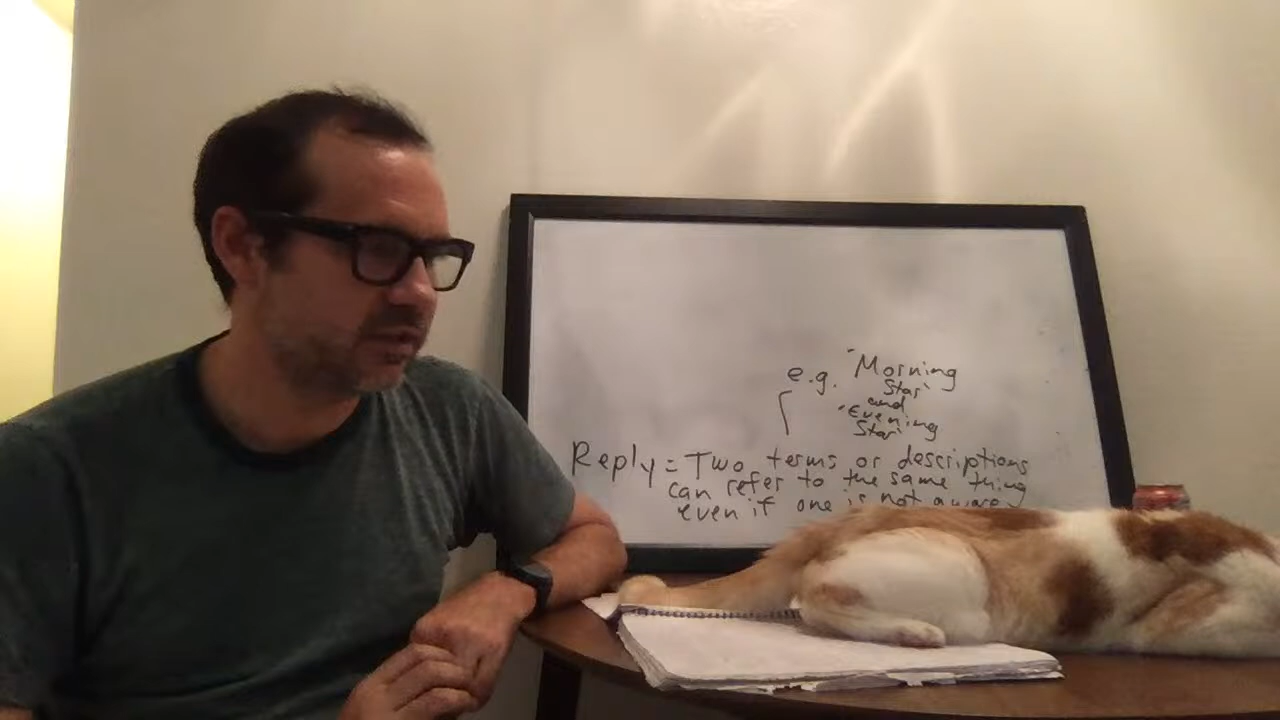 e.g. "Morning
Star"
and
"Evening
Star"
Reply = Two terms or descriptions
can refer to the same thing
even if one is not aware